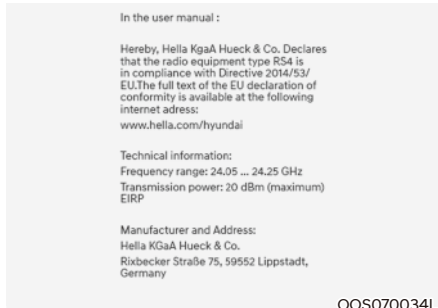 In the user manual :
Hereby, Hella KgaA Hueck & Co. Declares
that the radio equipment type RS4 is
in compliance with Directive 2014/53/
EU.The full text of the EU declaration of
conformity is available at the following
internet adress:
www.hella.com/hyundai
Technical information:
Frequency range: 24.05 ... 24.25 GHz
Transmission power: 20 dBm (maximum)
EIRP
Manufacturer and Address:
Hella KGaA Hueck & Co.
Rixbecker Straße 75, 59552 Lippstadt,
Germany
OOS070034L